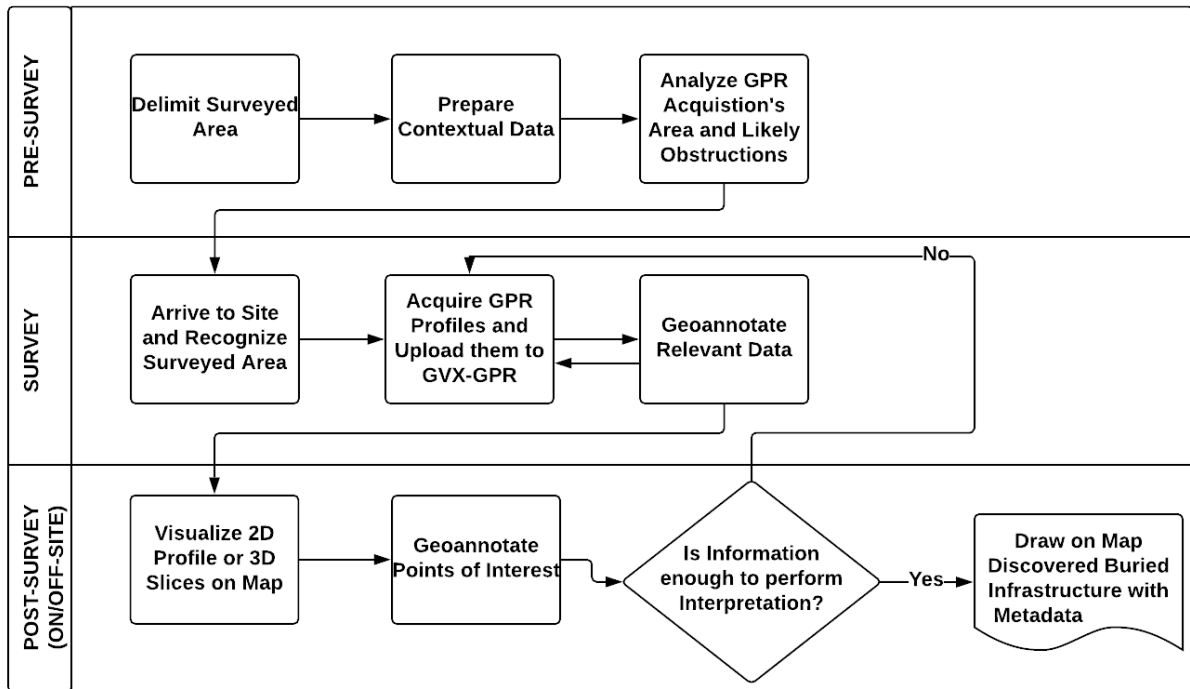 PRE-SURVEY
Delimit Surveyed
Area
Prepare
Contextual Data
Analyze GPR
Acquistion's
Area and Likely
Obstructions
SURVEY
Arrive to Site
and Recognize
Surveyed Area
Acquire GPR
Profiles and
Upload them to
GVX-GPR
Geoannotate
Relevant Data
No
POST-SURVEY
(ON/OFF-SITE)
Visualize 2D
Profile or 3D
Slices on Map
Geoannotate
Points of Interest
Is Information
enough to perform
Interpretation?
Yes
Draw on Map
Discovered Buried
Infrastructure with
Metadata